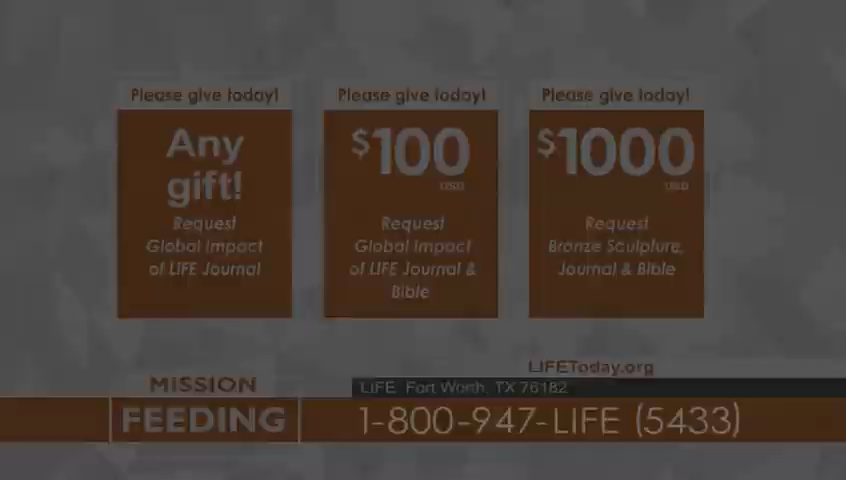 Please give today!
Any
gift!
Request
Global Impact
of LIFE Journal
Please give today!
$100
USD
Request
Global Impact
of LIFE Journal &
Bible
Please give today!
$1000
USD
Request
Bronze Sculpture,
Journal & Bible
LIFEToday.org
MISSION
LIFE, Fort Worth, TX 76182
FEEDING
1-800-947-LIFE (5433)